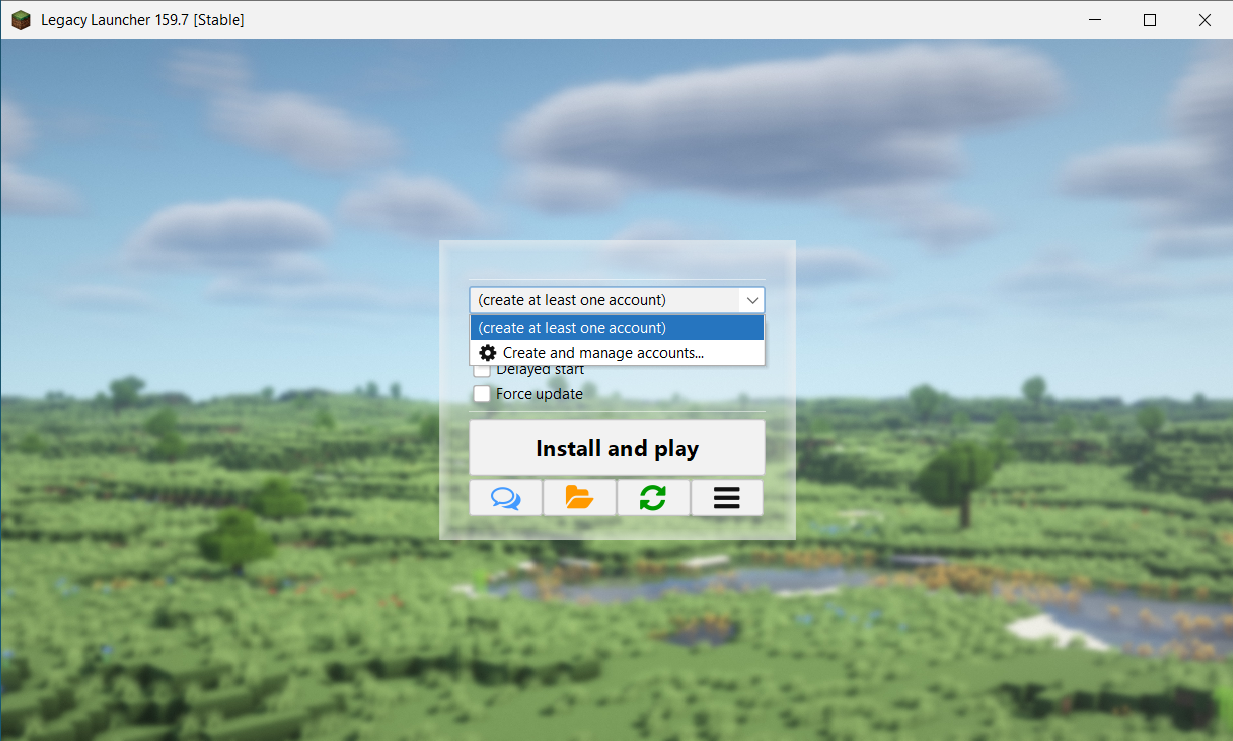 Legacy Launcher 159.7 [Stable]
(create at least one account)
(create at least one account)
Create and manage accounts...
Delayed start
Force update
Install and play